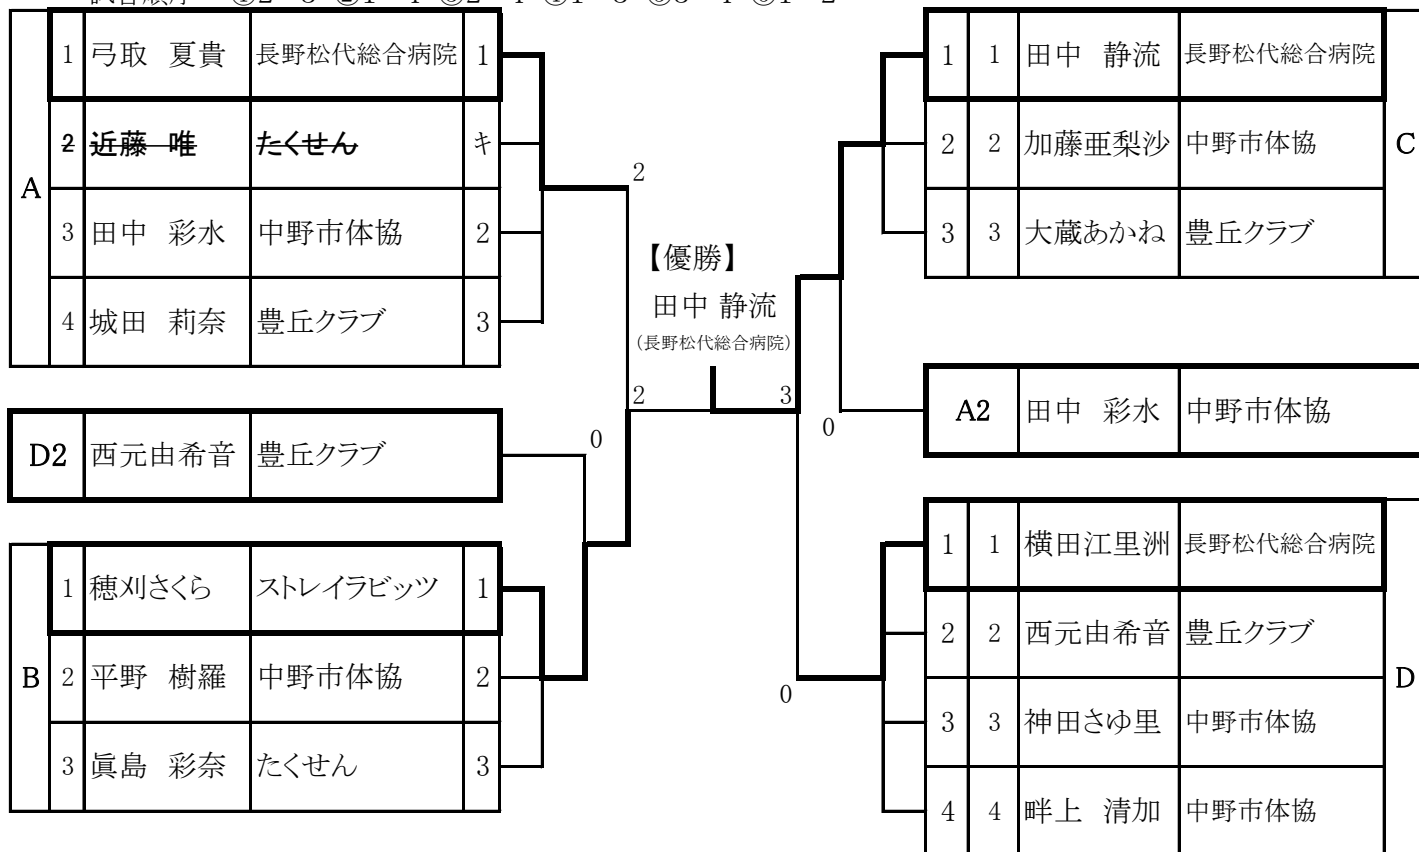 1 弓取 夏貴 長野松代総合病院 1
2 近藤 唯 たくせん キ
A
3 田中 彩水 中野市体協 2
4 城田 莉奈 豊丘クラブ 3
D2 西元由希音 豊丘クラブ
1 穂刈さくら ストレイラビッツ 1
B 2 平野 樹羅 中野市体協 2
3 眞島 彩奈 たくせん 3
2
【優勝】
田中 静流
(長野松代総合病院)
2 3
0 0
0
1 1 田中 静流 長野松代総合病院
2 2 加藤亜梨沙 中野市体協 C
3 3 大蔵あかね 豊丘クラブ
A2 田中 彩水 中野市体協
1 1 横田江里洲 長野松代総合病院
2 2 西元由希音 豊丘クラブ
D
3 3 神田さゆ里 中野市体協
4 4 畔上 清加 中野市体協